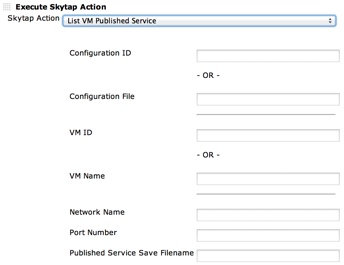 Execute Skytap Action
Skytap Action List VM Published Service
Configuration ID
- OR -
Configuration File
VM ID
- OR -
VM Name
Network Name
Port Number
Published Service Save Filename